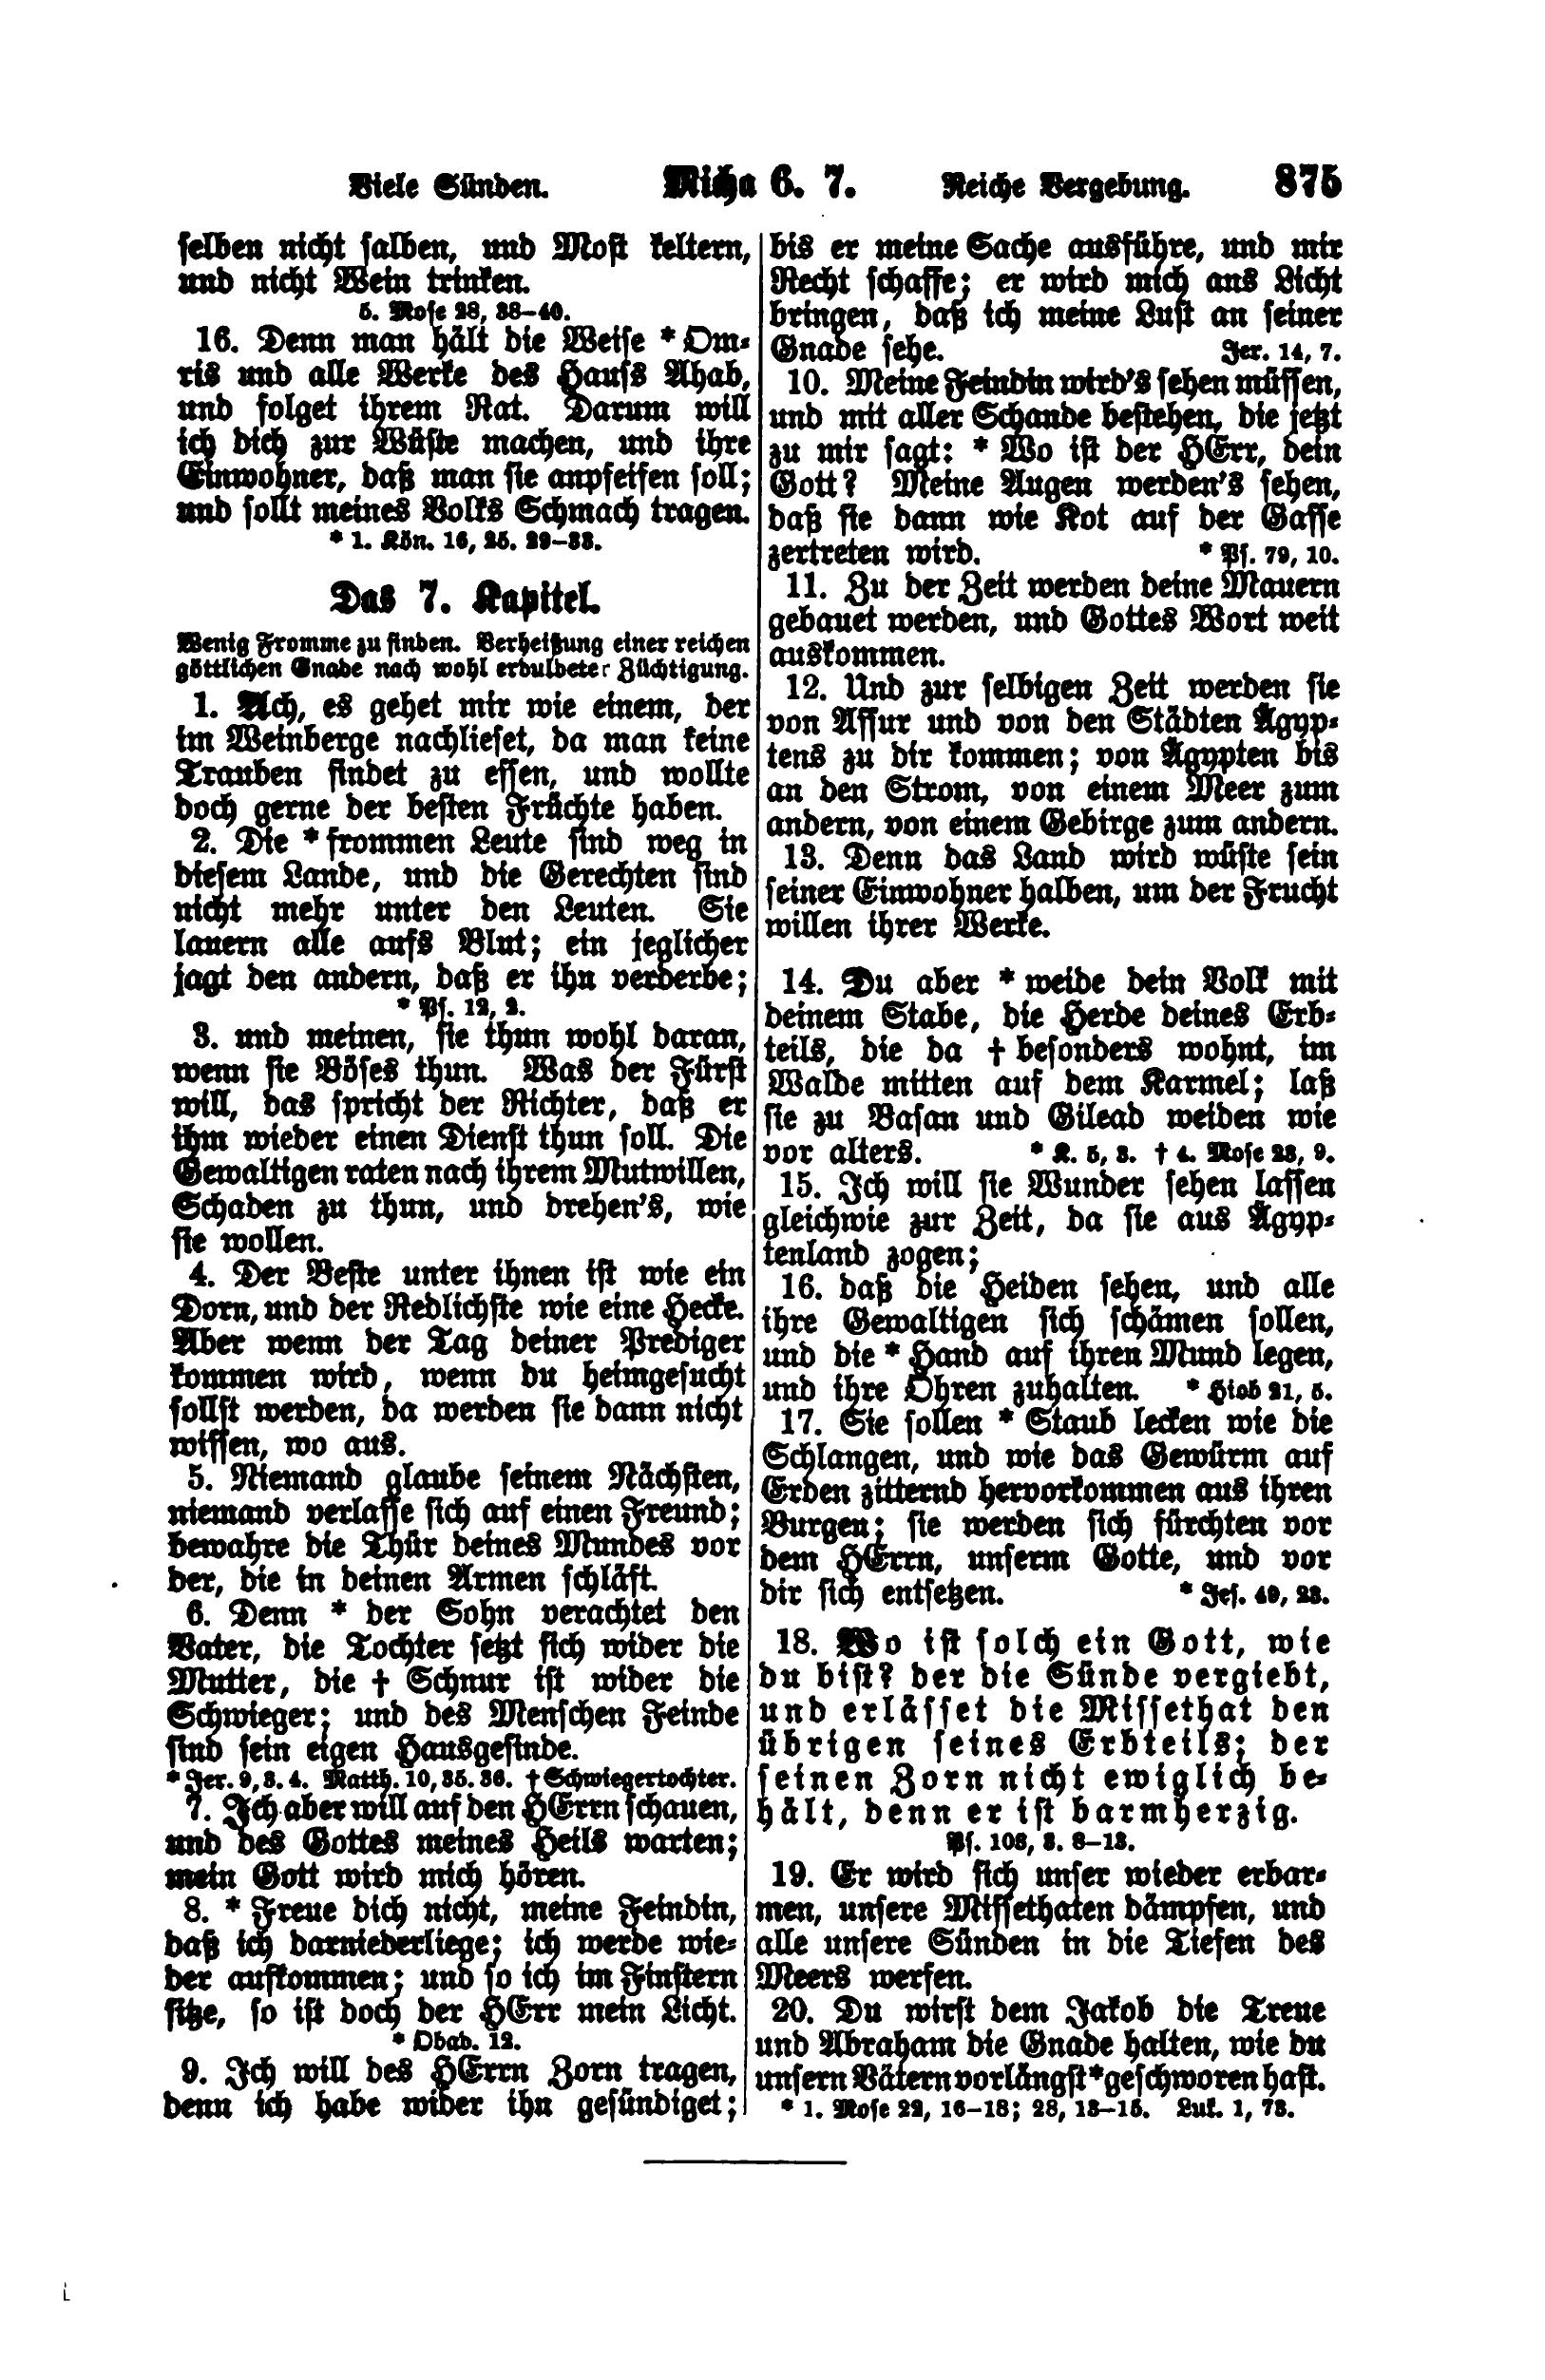 Viele Sünden. Micha 6. 7. Reiche Vergebung. 875
selben nicht salben, und Most keltern,
und nicht Wein trinken.
5. Mose 28, 38–40.
16. Denn man hält die Weise * Om-
ris und alle Werke des Hauses Ahab,
und folget ihrem Rat. Darum will
ich dich zur Wüste machen, und ihre
Einwohner, daß man sie anpfeifen soll;
und sollt meines Volks Schmach tragen.
* 1. Kön. 16, 25. 29–33.
Das 7. Kapitel.
Wenig Fromme zu finden. Verheißung einer reichen
göttlichen Gnade nach wohl erduldeter Züchtigung.
1. Ach, es gehet mir wie einem, der
im Weinberge nachlieset, da man keine
Trauben findet zu essen, und wollte
doch gerne der besten Früchte haben.
2. Die * frommen Leute sind weg in
diesem Lande, und die Gerechten sind
nicht mehr unter den Leuten. Sie
lauern alle aufs Blut; ein jeglicher
jagt den andern, daß er ihn verderbe;
* Ps. 12, 2.
3. und meinen, sie thun wohl daran,
wenn sie Böses thun. Was der Fürst
will, das spricht der Richter, daß er
ihm wieder einen Dienst thun soll. Die
Gewaltigen raten nach ihrem Mutwillen,
Schaden zu thun, und drehen's, wie
sie wollen.
4. Der Beste unter ihnen ist wie ein
Dorn, und der Redlichste wie eine Hecke.
Aber wenn der Tag deiner Prediger
kommen wird, wenn du heimgesucht
sollst werden, da werden sie dann nicht
wissen, wo aus.
5. Niemand glaube seinem Nächsten,
niemand verlasse sich auf einen Freund;
bewahre die Thür deines Mundes vor
der, die in deinen Armen schläft.
6. Denn * der Sohn verachtet den
Vater, die Tochter setzt sich wider die
Mutter, die † Schnur ist wider die
Schwieger; und des Menschen Feinde
sind sein eigen Hausgesinde.
* Jer. 9, 3. 4. Matth. 10, 35. 36. † Schwiegertochter.
7. Ich aber will auf den HErrn schauen,
und des Gottes meines Heils warten;
mein Gott wird mich hören.
8. * Freue dich nicht, meine Feindin,
daß ich darniederliege; ich werde wie-
der aufkommen; und so ich im Finstern
sitze, so ist doch der HErr mein Licht.
* Obad. 12.
9. Ich will des HErrn Zorn tragen,
denn ich habe wider ihn gesündiget;
bis er meine Sache ausführe, und mir
Recht schaffe; er wird mich ans Licht
bringen, daß ich meine Lust an seiner
Gnade sehe. Jer. 14, 7.
10. Meine Feindin wird's sehen müssen,
und mit aller Schande bestehen, die jetzt
zu mir sagt: * Wo ist der HErr, dein
Gott? Meine Augen werden's sehen,
daß sie dann wie Kot auf der Gasse
zertreten wird. * Ps. 79, 10.
11. Zu der Zeit werden deine Mauern
gebauet werden, und Gottes Wort weit
auskommen.
12. Und zur selbigen Zeit werden sie
von Assur und von den Städten Ägyp-
tens zu dir kommen; von Ägypten bis
an den Strom, von einem Meer zum
andern, von einem Gebirge zum andern.
13. Denn das Land wird wüste sein
seiner Einwohner halben, um der Frucht
willen ihrer Werke.
14. Du aber * weide dein Volk mit
deinem Stabe, die Herde deines Erb-
teils, die da † besonders wohnt, im
Walde mitten auf dem Karmel; laß
sie zu Basan und Gilead weiden wie
vor alters. * K. 5, 3. † 4. Mose 23, 9.
15. Ich will sie Wunder sehen lassen
gleichwie zur Zeit, da sie aus Ägyp-
tenland zogen;
16. daß die Heiden sehen, und alle
ihre Gewaltigen sich schämen sollen,
und die * Hand auf ihren Mund legen,
und ihre Ohren zuhalten. * Hiob 21, 5.
17. Sie sollen * Staub lecken wie die
Schlangen, und wie das Gewürm auf
Erden zitternd hervorkommen aus ihren
Burgen; sie werden sich fürchten vor
dem HErrn, unserm Gotte, und vor
dir sich entsetzen. * Jes. 49, 23.
18. Wo ist solch ein Gott, wie
du bist? der die Sünde vergiebt,
und erlässet die Missethat den
übrigen seines Erbteils; der
seinen Zorn nicht ewiglich be-
hält, denn er ist barmherzig.
Ps. 103, 3. 8–13.
19. Er wird sich unser wieder erbar-
men, unsere Missethaten dämpfen, und
alle unsere Sünden in die Tiefen des
Meers werfen.
20. Du wirst dem Jakob die Treue
und Abraham die Gnade halten, wie du
unsern Vätern vorlängst * geschworen hast.
* 1. Mose 22, 16–18; 28, 13–15. Luk. 1, 73.